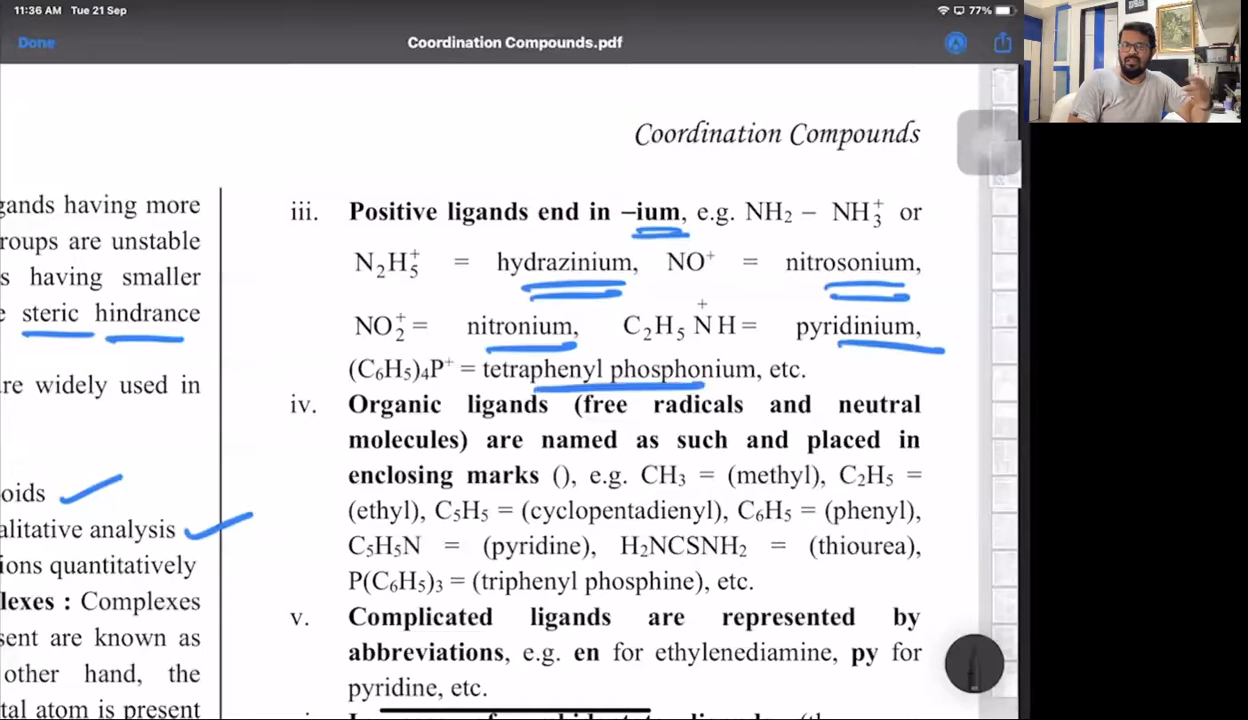 11:36 AM Tue 21 Sep
77%
Done
Coordination Compounds.pdf
Coordination Compounds
gands having more
roups are unstable
s having smaller
e steric hindrance
re widely used in
oids
alitative analysis
ions quantitatively
lexes : Complexes
sent are known as
other hand, the
tal atom is present
iii. Positive ligands end in –ium, e.g. NH₂ – NH₃⁺ or
N₂H₅⁺ = hydrazinium, NO⁺ = nitrosonium,
NO₂⁺ = nitronium, C₂H₅N⁺H = pyridinium,
(C₆H₅)₄P⁺ = tetraphenyl phosphonium, etc.
iv. Organic ligands (free radicals and neutral
molecules) are named as such and placed in
enclosing marks (), e.g. CH₃ = (methyl), C₂H₅ =
(ethyl), C₅H₅ = (cyclopentadienyl), C₆H₅ = (phenyl),
C₅H₅N = (pyridine), H₂NCSNH₂ = (thiourea),
P(C₆H₅)₃ = (triphenyl phosphine), etc.
v. Complicated ligands are represented by
abbreviations, e.g. en for ethylenediamine, py for
pyridine, etc.